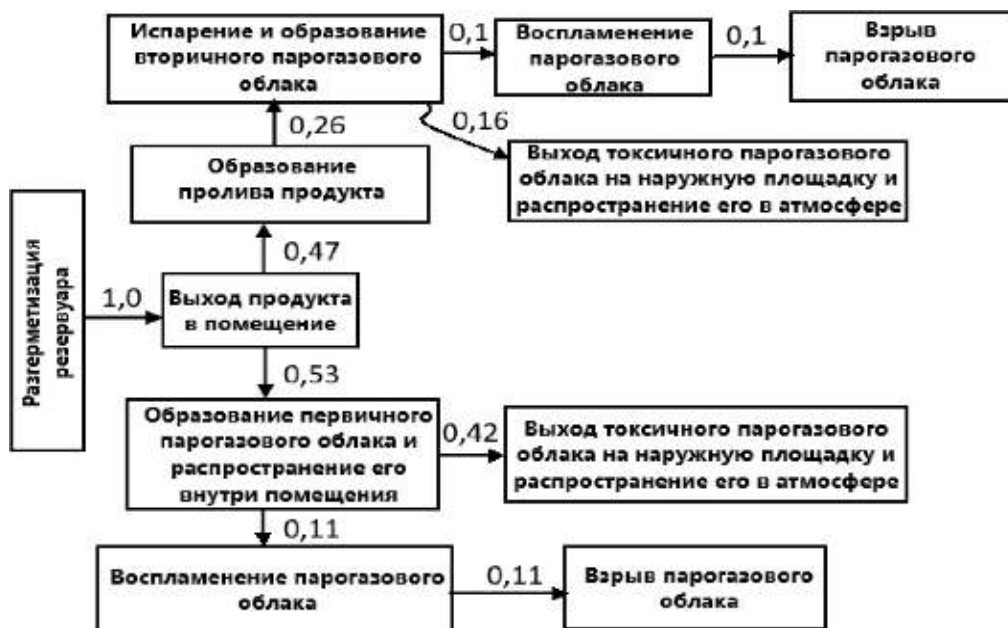 Испарение и образование
вторичного парогазового
облака
0,1
Воспламенение
парогазового
облака
0,1
Взрыв
парогазового
облака
0,26
0,16
Образование
пролива продукта
Выход токсичного парогазового
облака на наружную площадку и
распространение его в атмосфере
0,47
Разгерметизация
резервуара
1,0
Выход продукта
в помещение
0,53
Образование первичного
парогазового облака и
распространение его
внутри помещения
0,42
Выход токсичного парогазового
облака на наружную площадку и
распространение его в атмосфере
0,11
Воспламенение парогазового
облака
0,11
Взрыв парогазового
облака